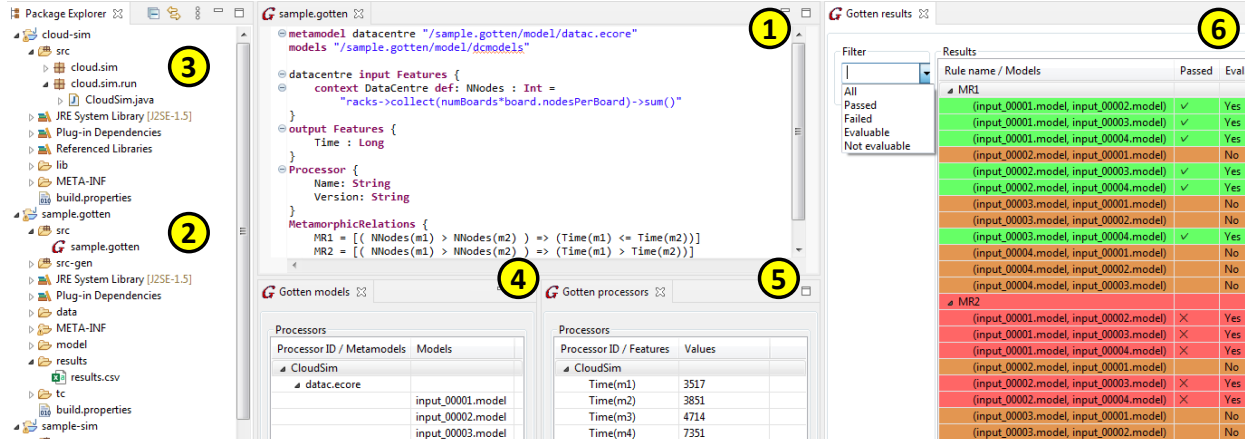 Package Explorer
cloud-sim
src
cloud.sim
cloud.sim.run
CloudSim.java
JRE System Library [J2SE-1.5]
Plug-in Dependencies
Referenced Libraries
lib
META-INF
build.properties
sample.gotten
src
sample.gotten
src-gen
JRE System Library [J2SE-1.5]
Plug-in Dependencies
data
META-INF
model
results
results.csv
tc
build.properties
sample-sim
3
2
sample.gotten
1
metamodel datacentre "/sample.gotten/model/datac.ecore"
models "/sample.gotten/model/dcmodels"
datacentre input Features {
context DataCentre def: NNodes : Int =
"racks->collect(numBoards*board.nodesPerBoard)->sum()"
}
output Features {
Time : Long
}
Processor {
Name: String
Version: String
}
MetamorphicRelations {
MR1 = [( NNodes(m1) > NNodes(m2) ) => (Time(m1) <= Time(m2))]
MR2 = [( NNodes(m1) > NNodes(m2) ) => (Time(m1) > Time(m2))]
Gotten models
4
Processors
Processor ID / Metamodels Models
CloudSim
datac.ecore
input_00001.model
input_00002.model
input_00003.model
Gotten processors
5
Processors
Processor ID / Features Values
CloudSim
Time(m1) 3517
Time(m2) 3851
Time(m3) 4714
Time(m4) 7351
Gotten results
6
Filter
All
Passed
Failed
Evaluable
Not evaluable
Results
Rule name / Models Passed Eval
MR1
(input_00001.model, input_00002.model) ✓ Yes
(input_00001.model, input_00003.model) ✓ Yes
(input_00001.model, input_00004.model) ✓ Yes
(input_00002.model, input_00001.model) No
(input_00002.model, input_00003.model) ✓ Yes
(input_00002.model, input_00004.model) ✓ Yes
(input_00003.model, input_00001.model) No
(input_00003.model, input_00002.model) No
(input_00003.model, input_00004.model) ✓ Yes
(input_00004.model, input_00001.model) No
(input_00004.model, input_00002.model) No
(input_00004.model, input_00003.model) No
MR2
(input_00001.model, input_00002.model) ✗ Yes
(input_00001.model, input_00003.model) ✗ Yes
(input_00001.model, input_00004.model) ✗ Yes
(input_00002.model, input_00001.model) No
(input_00002.model, input_00003.model) ✗ Yes
(input_00002.model, input_00004.model) ✗ Yes
(input_00003.model, input_00001.model) No
(input_00003.model, input_00002.model) No